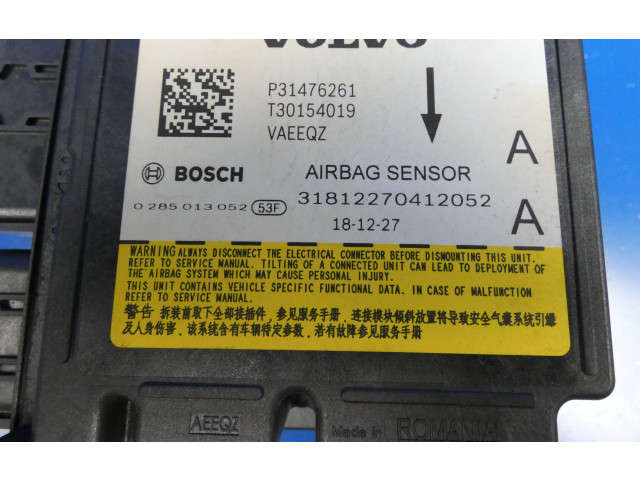 VOLVO
P31476261
T30154019
VAEEQZ
A
BOSCH
AIRBAG SENSOR
0 285 013 052 53F
31812270412052
A
18-12-27
WARNING ALWAYS DISCONNECT THE ELECTRICAL CONNECTOR BEFORE DISMOUNTING THIS UNIT.
REFER TO SERVICE MANUAL. TILTING OF A CONNECTED UNIT CAN LEAD TO DEPLOYMENT OF
THE AIRBAG SYSTEM WHICH MAY CAUSE PERSONAL INJURY.
THIS UNIT CONTAINS VEHICLE SPECIFIC FUNCTIONAL DATA. IN CASE OF MALFUNCTION
REFER TO SERVICE MANUAL.
警告 拆装前取下全部接插件，参见服务手册，连接模块倾斜放置将导致安全气囊系统引爆
及人身伤害，该系统含有车辆特定参数，若有故障参见服务手册
AEEQZ
Made in ROMANIA